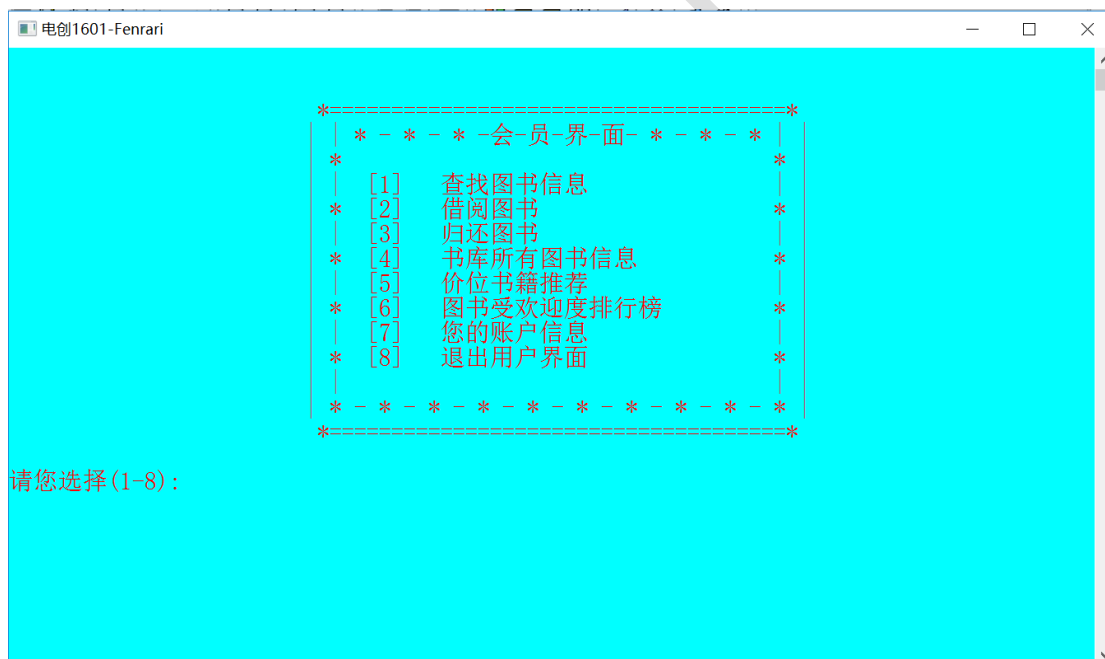 电创1601-Fenrari
*=====================================*
| | * - * - * -会-员-界-面- * - * - * | |
* *
| [1] 查找图书信息 |
* [2] 借阅图书 *
| [3] 归还图书 |
* [4] 书库所有图书信息 *
| [5] 价位书籍推荐 |
* [6] 图书受欢迎度排行榜 *
| [7] 您的账户信息 |
* [8] 退出用户界面 *
| |
| * - * - * - * - * - * - * - * - * - * |
*=====================================*
请您选择(1-8):